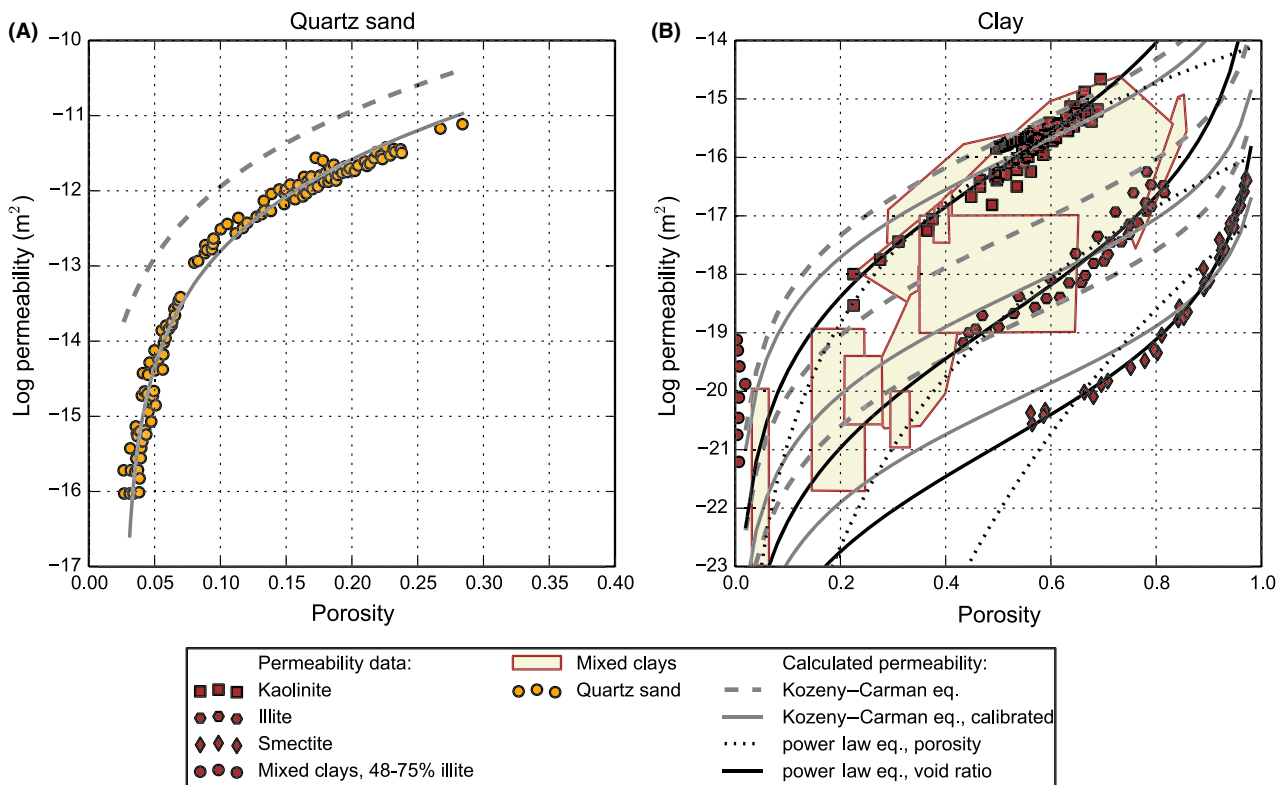 (A)
Quartz sand
Log permeability (m2)
−10
−11
−12
−13
−14
−15
−16
−17
0.00 0.05 0.10 0.15 0.20 0.25 0.30 0.35 0.40
Porosity
(B)
Clay
Log permeability (m2)
−14
−15
−16
−17
−18
−19
−20
−21
−22
−23
0.0 0.2 0.4 0.6 0.8 1.0
Porosity
Permeability data:
Kaolinite
Illite
Smectite
Mixed clays, 48-75% illite
Mixed clays
Quartz sand
Calculated permeability:
Kozeny–Carman eq.
Kozeny–Carman eq., calibrated
power law eq., porosity
power law eq., void ratio